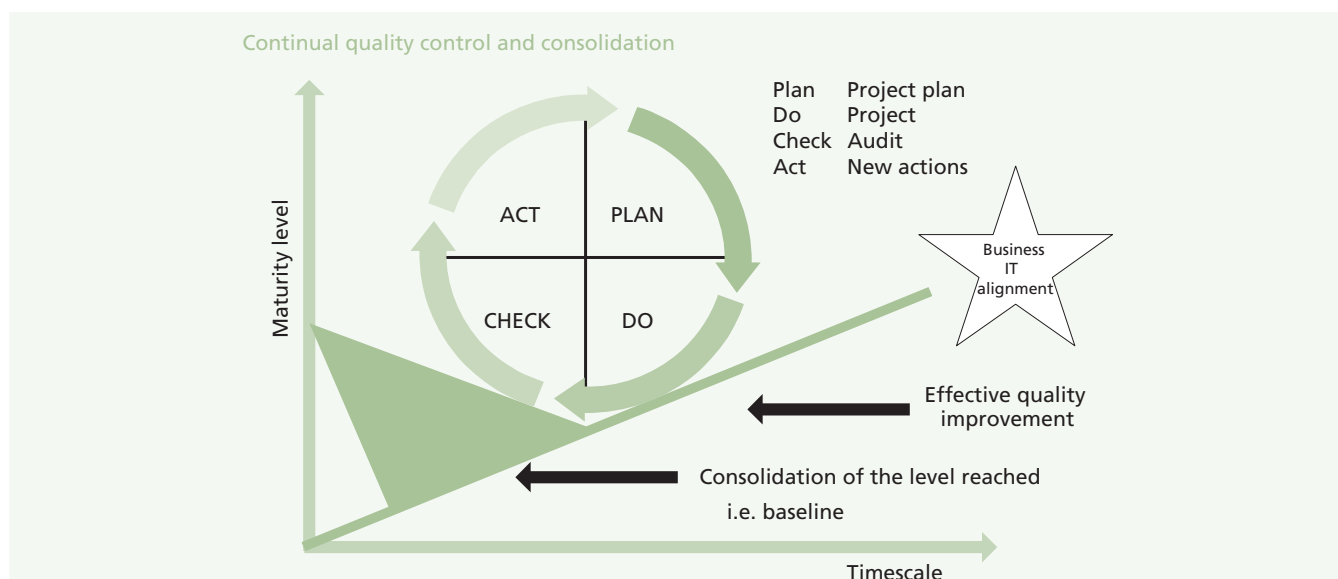 Continual quality control and consolidation
Plan Project plan
Do Project
Check Audit
Act New actions
Maturity level
ACT PLAN
CHECK DO
Business
IT
alignment
Effective quality
improvement
Consolidation of the level reached
i.e. baseline
Timescale